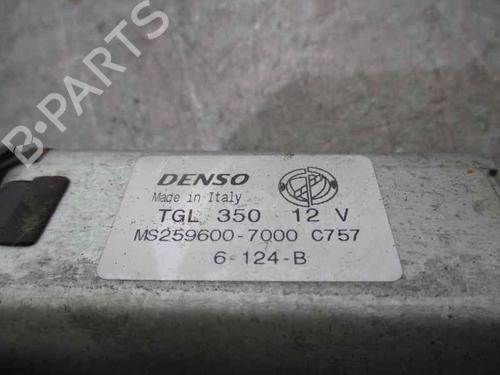 B-PARTS
DENSO
Made in Italy
TGL 350 12 V
MS259600-7000 C757
6-124-B